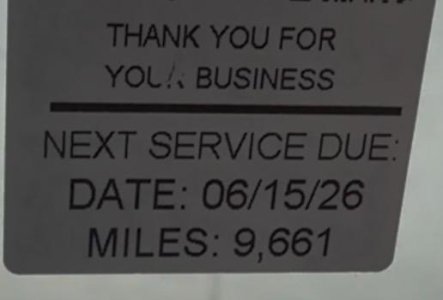 THANK YOU FOR
YOUR BUSINESS
NEXT SERVICE DUE:
DATE: 06/15/26
MILES: 9,661